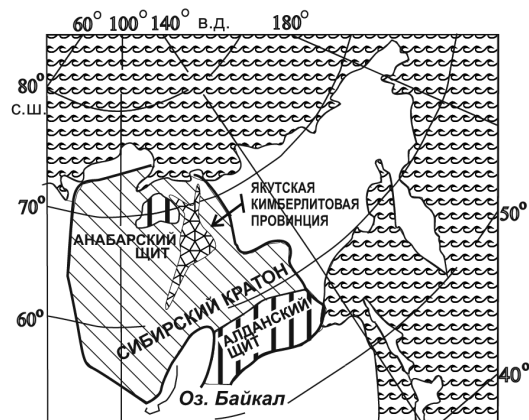 60° 100° 140° в.д. 180°
80°
с.ш.
70°
ЯКУТСКАЯ
КИМБЕРЛИТОВАЯ
ПРОВИНЦИЯ
50°
АНАБАРСКИЙ
ЩИТ
СИБИРСКИЙ КРАТОН
60°
АЛДАНСКИЙ
ЩИТ
40°
Оз. Байкал